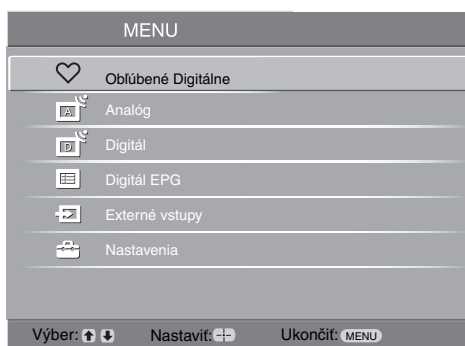 MENU
Obľúbené Digitálne
A Analóg
D Digitál
Digitál EPG
Externé vstupy
Nastavenia
Výber: Nastaviť: Ukončiť: MENU